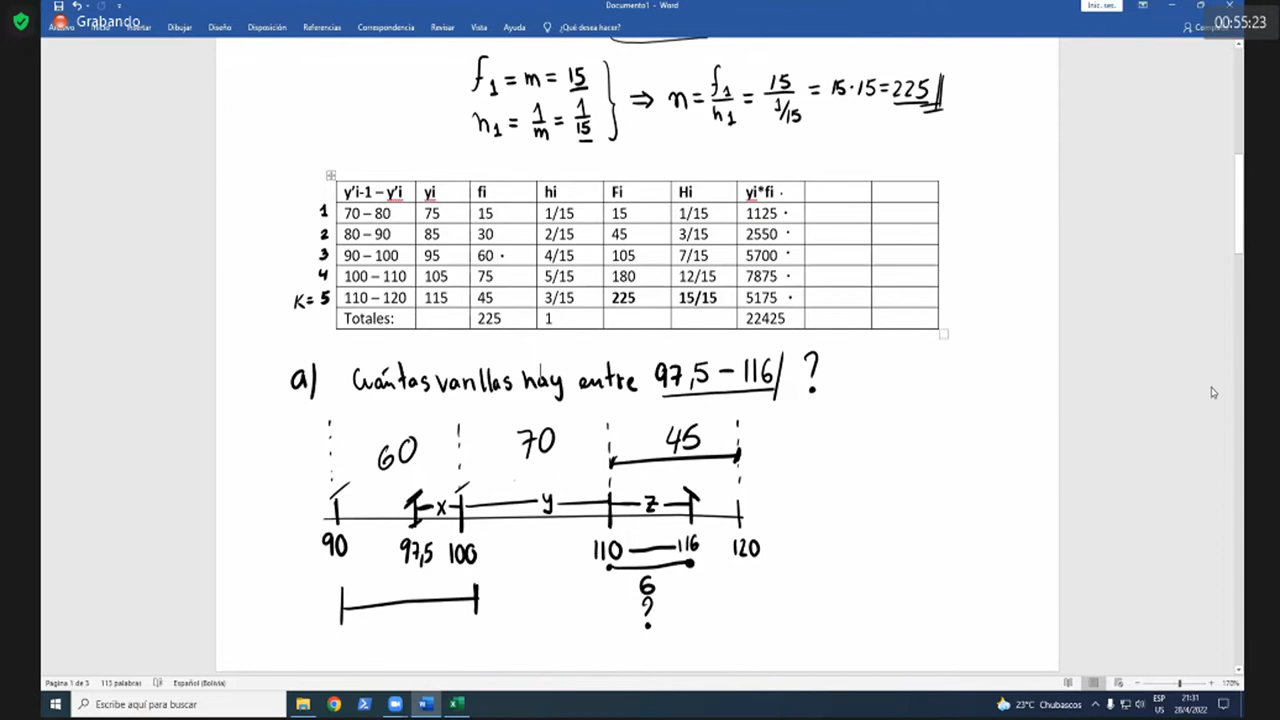 Documento1 - Word
Inic. ses.
Grabando
00:55:23
Archivo Inicio Insertar Dibujar Diseño Disposición Referencias Correspondencia Revisar Vista Ayuda ¿Qué desea hacer?
f1 = m = 15
h1 = 1/m = 1/15
⇒ n = f1/h1 = 15/(1/15) = 15·15 = 225
y'i-1 – y'i yi fi hi Fi Hi yi*fi
1 70 – 80 75 15 1/15 15 1/15 1125
2 80 – 90 85 30 2/15 45 3/15 2550
3 90 – 100 95 60 4/15 105 7/15 5700
4 100 – 110 105 75 5/15 180 12/15 7875
K = 5 110 – 120 115 45 3/15 225 15/15 5175
Totales: 225 1 22425
a) Cuántas varillas hay entre 97,5 – 116 ?
60 70 45
x y z
90 97,5 100 110 116 120
6
?
Página 1 de 3 113 palabras Español (Bolivia) 170%
Escribe aquí para buscar
23°C Chubascos ESP 21:31
US 28/4/2022